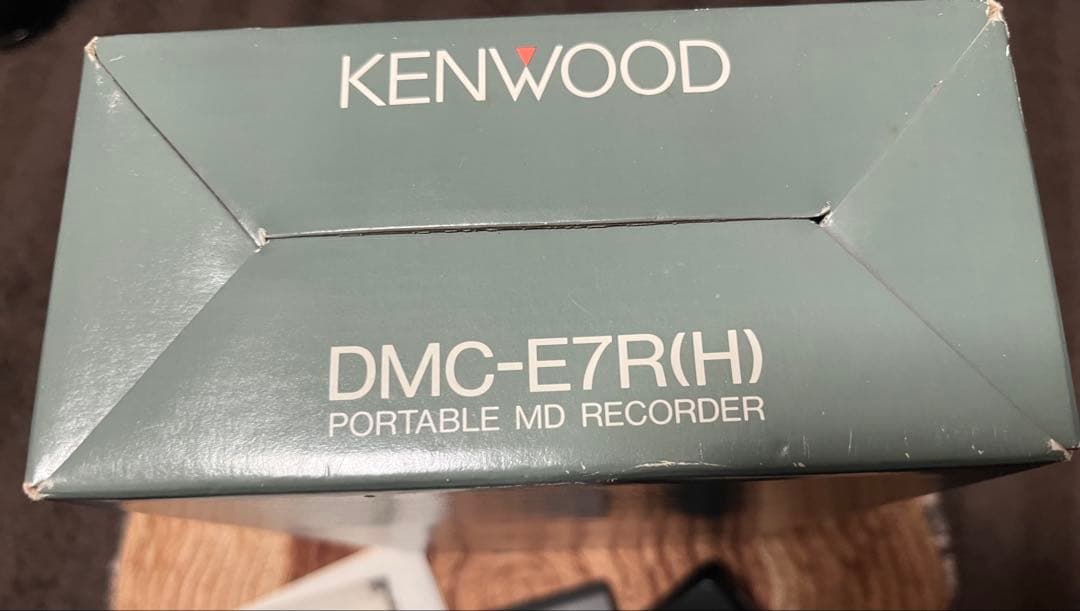 KENWOOD
DMC-E7R(H)
PORTABLE MD RECORDER